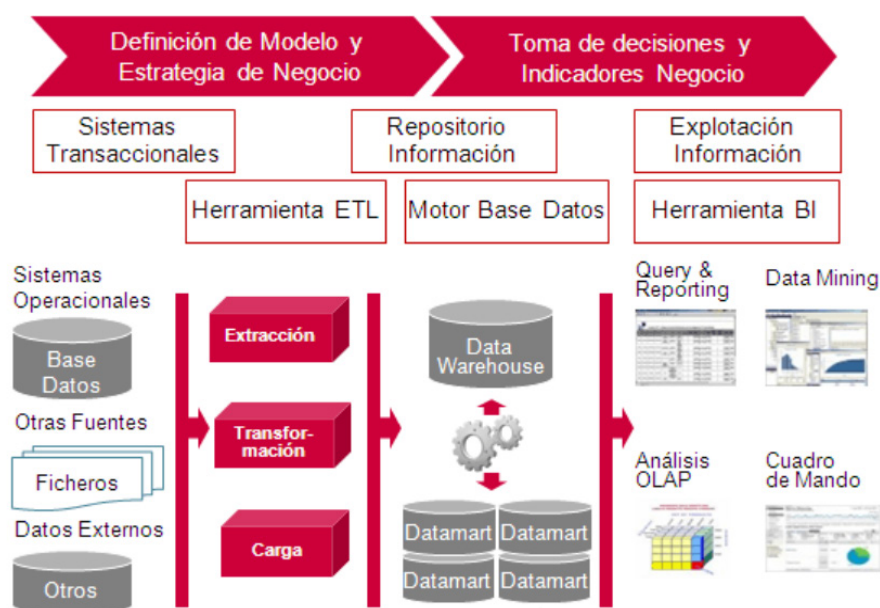 Definición de Modelo y
Estrategia de Negocio
Toma de decisiones y
Indicadores Negocio
Sistemas
Transaccionales
Repositorio
Información
Explotación
Información
Herramienta ETL
Motor Base Datos
Herramienta BI
Sistemas
Operacionales
Base
Datos
Otras Fuentes
Ficheros
Datos Externos
Otros
Extracción
Transfor-
mación
Carga
Data
Warehouse
Datamart
Datamart
Datamart
Datamart
Query &
Reporting
Data Mining
Análisis
OLAP
Cuadro
de Mando